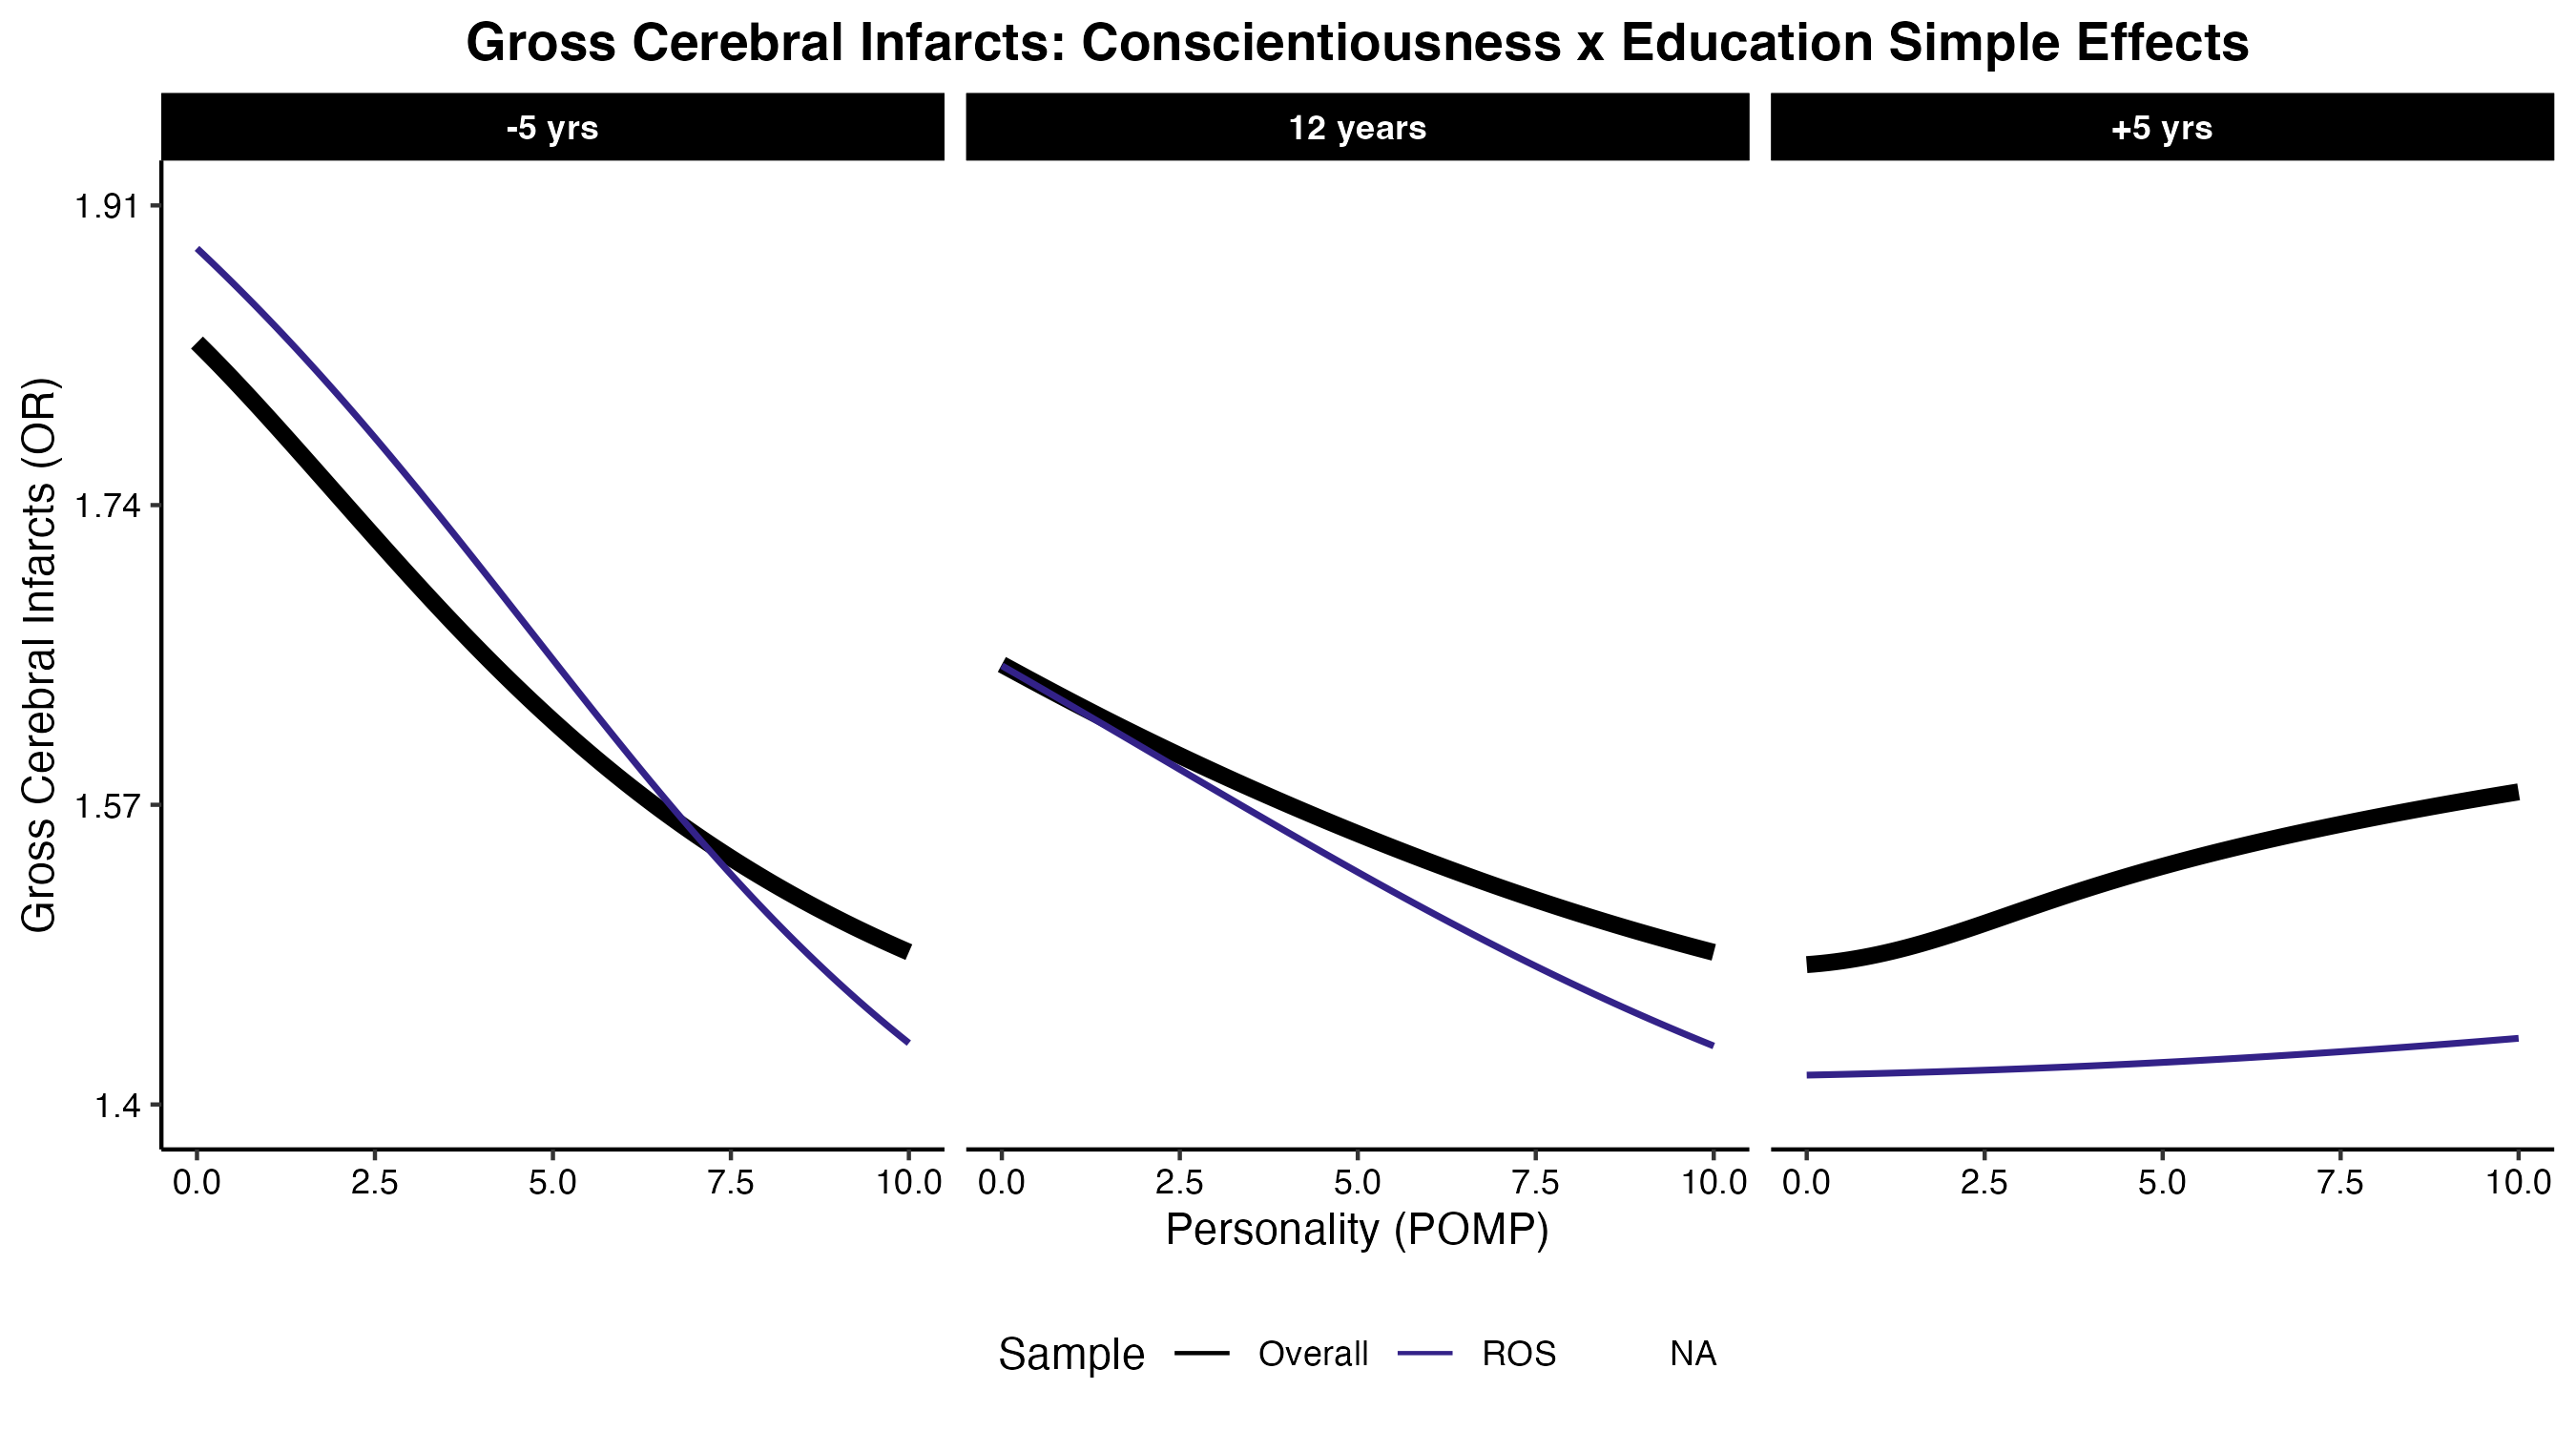 Gross Cerebral Infarcts: Conscientiousness x Education Simple Effects
-5 yrs
12 years
+5 yrs
Gross Cerebral Infarcts (OR)
1.91
1.74
1.57
1.4
0.0 2.5 5.0 7.5 10.0
0.0 2.5 5.0 7.5 10.0
0.0 2.5 5.0 7.5 10.0
Personality (POMP)
Sample Overall ROS NA